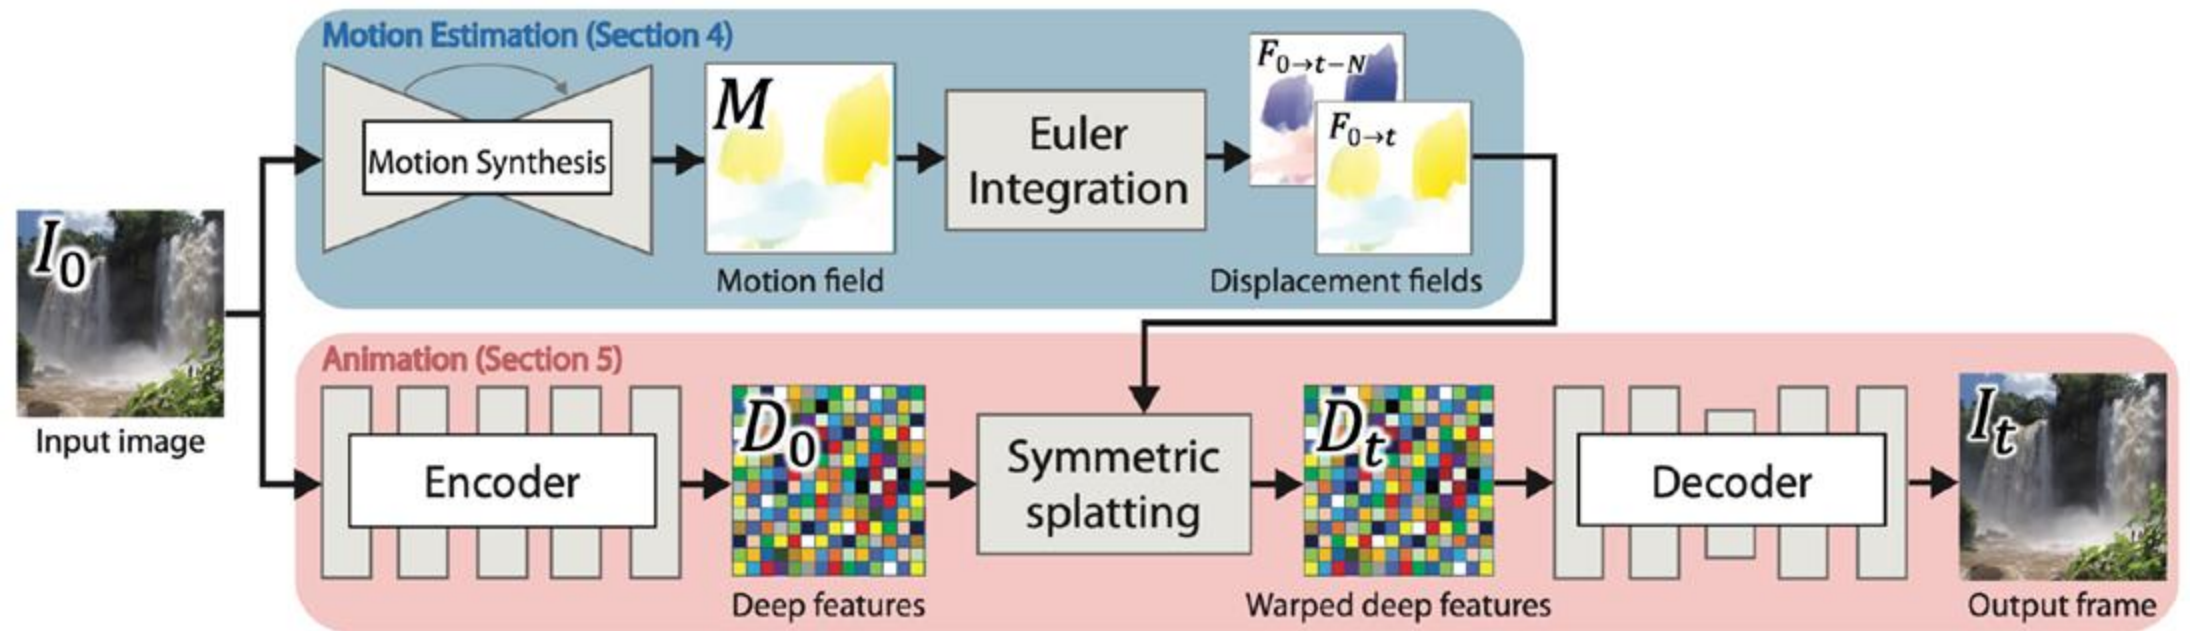 Motion Estimation (Section 4)
Motion Synthesis
M
Motion field
Euler
Integration
F0→t−N
F0→t
Displacement fields
I0
Input image
Animation (Section 5)
Encoder
D0
Deep features
Symmetric
splatting
Dt
Warped deep features
Decoder
It
Output frame